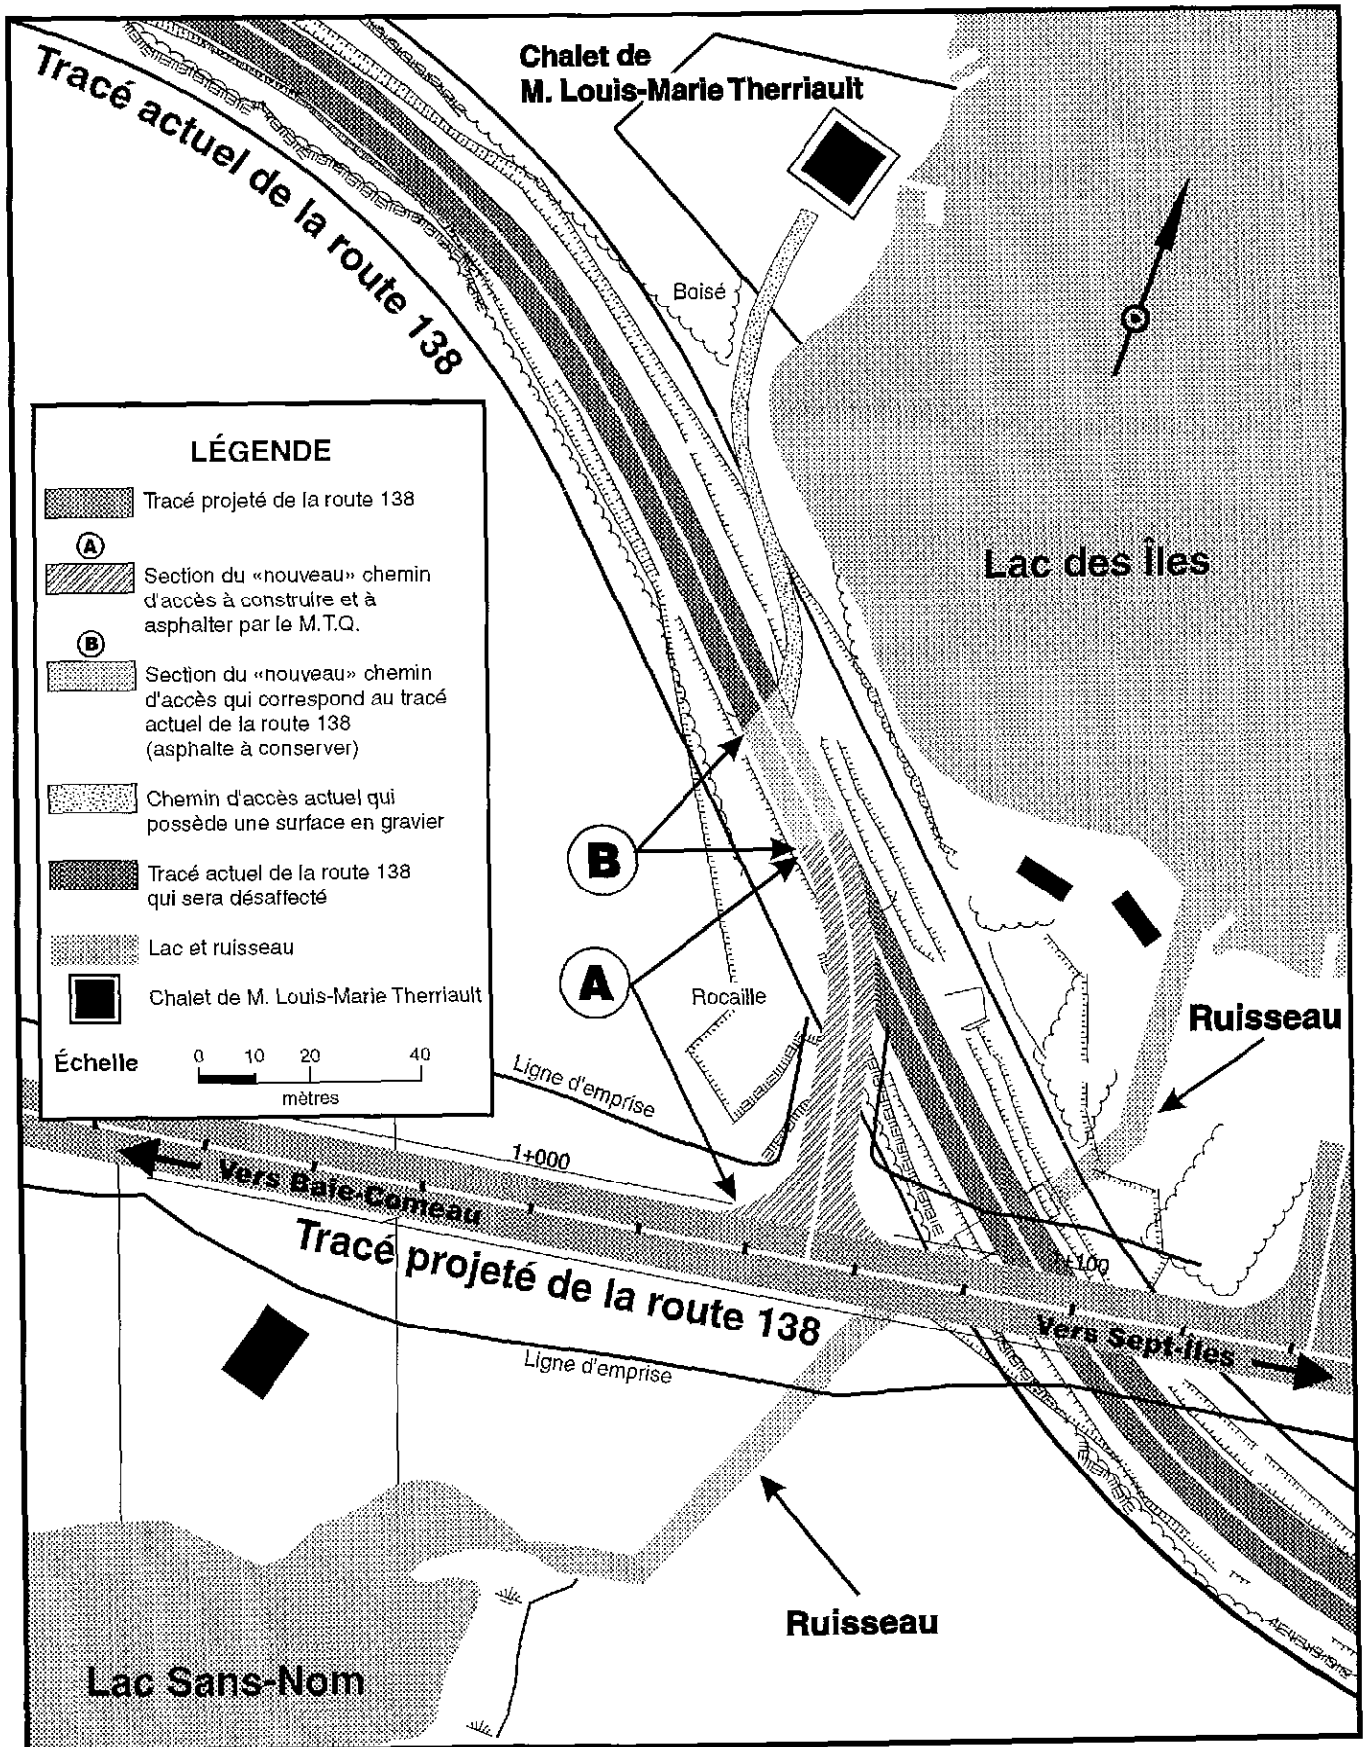 Chalet de
M. Louis-Marie Therriault
Tracé actuel de la route 138
Boisé
LÉGENDE
Tracé projeté de la route 138
A
Section du «nouveau» chemin
d'accès à construire et à
asphalter par le M.T.Q.
B
Section du «nouveau» chemin
d'accès qui correspond au tracé
actuel de la route 138
(asphalte à conserver)
Chemin d'accès actuel qui
possède une surface en gravier
Tracé actuel de la route 138
qui sera désaffecté
Lac et ruisseau
Chalet de M. Louis-Marie Therriault
Échelle
0 10 20 40
mètres
Lac des Îles
B
A
Rocaille
Ruisseau
Ligne d'emprise
1+000
Vers Baie-Comeau
Tracé projeté de la route 138
1+100
Vers Sept-Îles
Ligne d'emprise
Ruisseau
Lac Sans-Nom